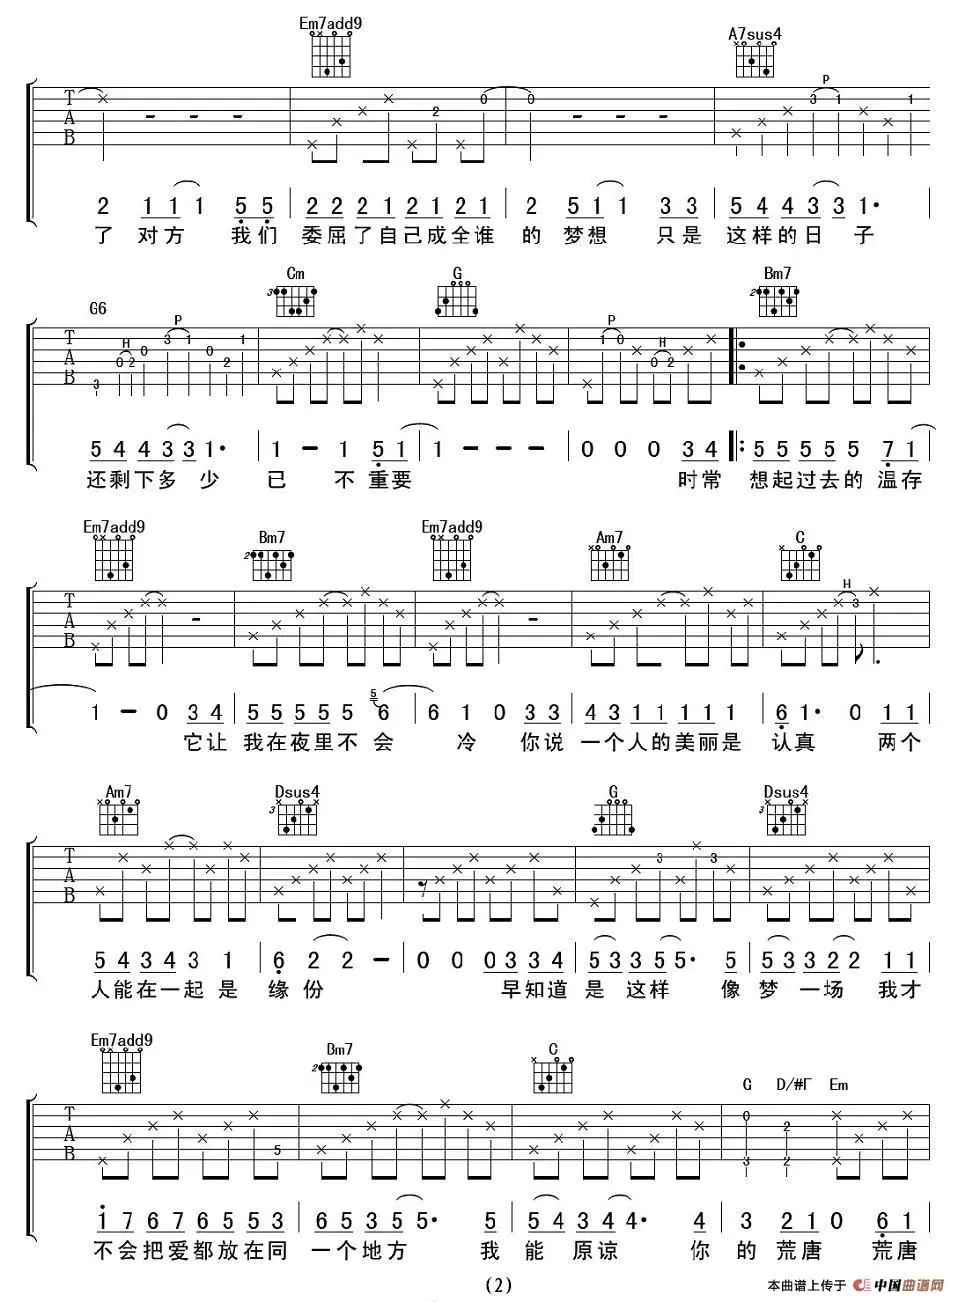 Em7add9 A7sus4
P
2 1 1 1 5 5 2 2 2 1 2 1 2 1 2 5 1 1 3 3 5 4 4 3 3 1·
了 对方 我们 委屈了自己成全谁 的 梦想 只是 这样的日子
G6 Cm G Bm7
H P P H
5 4 4 3 3 1· 1 - 1 5 1 1 - - - 0 0 0 3 4 5 5 5 5 5 7 1
还剩下多少 已 不重要 时常 想起过去的温存
Em7add9 Bm7 Em7add9 Am7 C
H
1 - 0 3 4 5 5 5 5 5 5 6 6 1 0 3 3 4 3 1 1 1 1 1 6 1· 0 1 1
它让 我在夜里不会 冷 你说 一个人的美丽是 认真 两个
Am7 Dsus4 G Dsus4
5 4 3 4 3 1 6 2 2 - 0 0 0 3 3 4 5 3 3 5 5· 5 5 3 3 2 2 1 1
人能在一起是 缘份 早知道 是 这样 像 梦 一场 我才
Em7add9 Bm7 C G D/#F Em
1 7 6 7 6 5 5 3 6 5 3 5 5· 5 5 4 3 4 4· 4 3 2 1 0 6 1
不会把爱都放在同 一个地方 我 能 原谅 你 的 荒唐 荒唐
(2)
本曲谱上传于 中国曲谱网